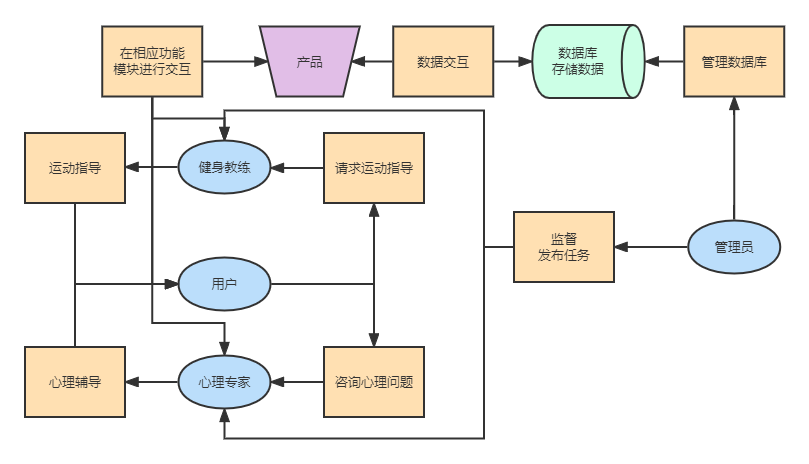 在相应功能
模块进行交互
产品
数据交互
数据库
存储数据
管理数据库
运动指导
健身教练
请求运动指导
监督
发布任务
管理员
用户
心理辅导
心理专家
咨询心理问题